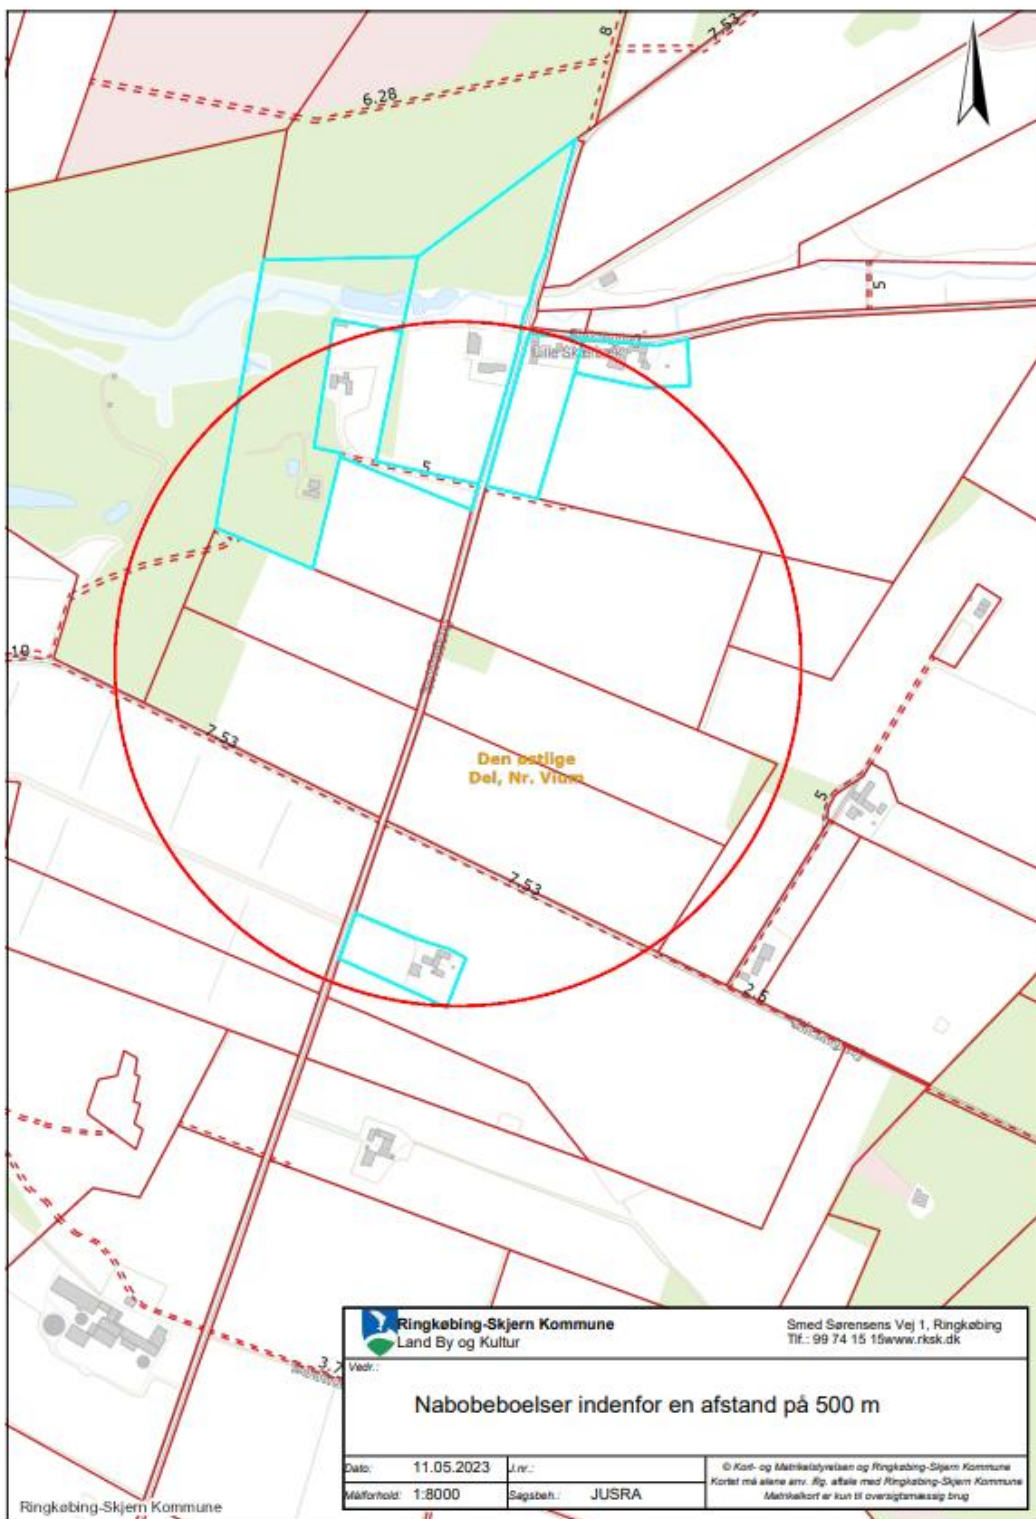 8
7.53
6.28
5
Lille Skærbæk
5
10
7.53
Den østlige
Del, Nr. Vium
5
7.53
2.5
3.7
Ringkøbing-Skjern Kommune
Land By og Kultur
Smed Sørensens Vej 1, Ringkøbing
Tlf.: 99 74 15 15www.rksk.dk
Vedr.:
Nabobeboelser indenfor en afstand på 500 m
Dato: 11.05.2023 J.nr.:
Målforhold: 1:8000 Sagsbeh.: JUSRA
© Kort- og Matrikelstyrelsen og Ringkøbing-Skjern Kommune
Kortet må alene anv. iflg. aftale med Ringkøbing-Skjern Kommune
Matrikelkort er kun til oversigtsmæssig brug
Ringkøbing-Skjern Kommune